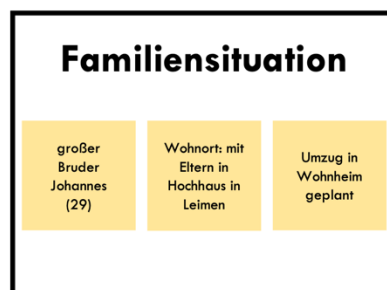 Familiensituation
großer
Bruder
Johannes
(29)
Wohnort: mit
Eltern in
Hochhaus in
Leimen
Umzug in
Wohnheim
geplant